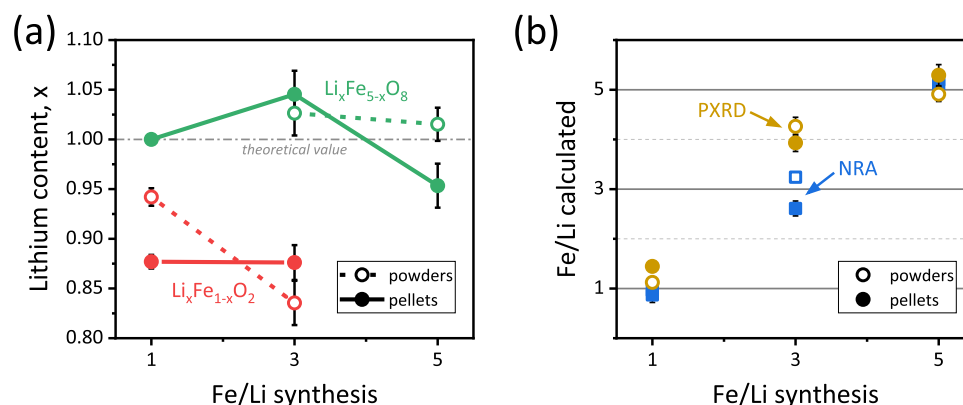 (a)
1.10
1.05
1.00
0.95
0.90
0.85
0.80
Lithium content, x
LiₓFe₅₋ₓO₈
theoretical value
LiₓFe₁₋ₓO₂
powders
pellets
1
3
5
Fe/Li synthesis
(b)
5
3
1
Fe/Li calculated
PXRD
NRA
powders
pellets
1
3
5
Fe/Li synthesis